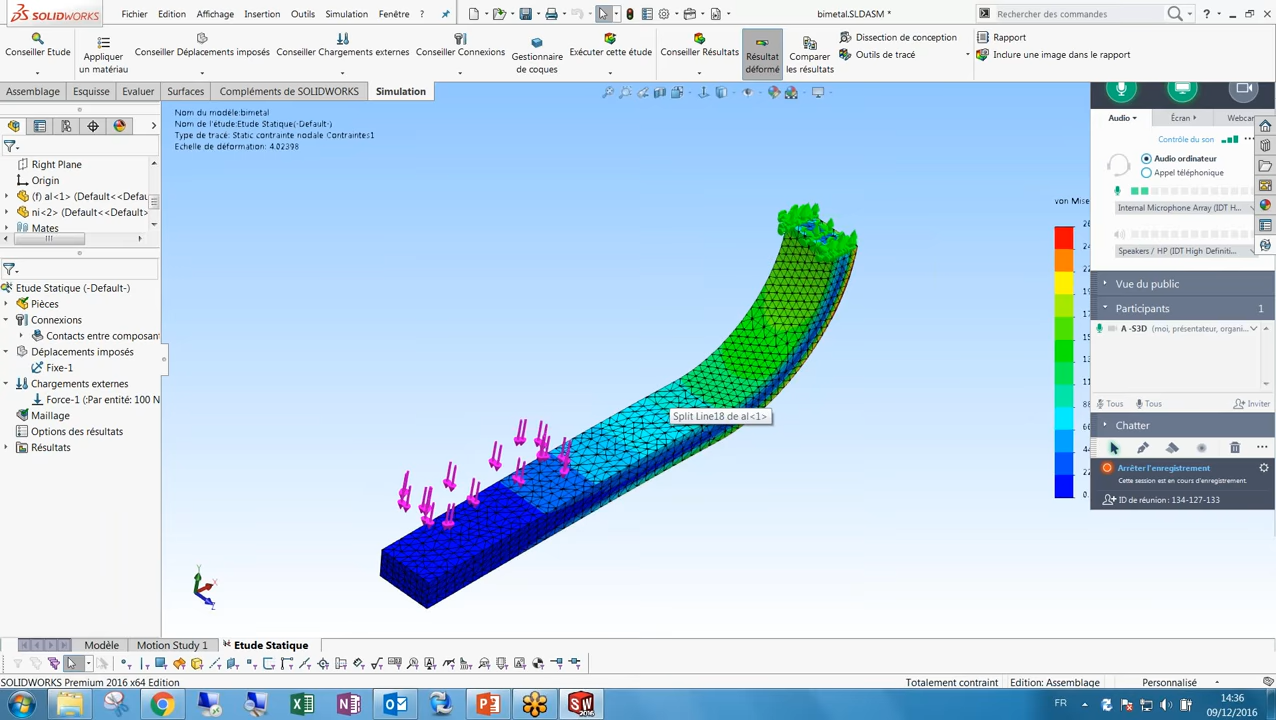 SOLIDWORKS
Fichier Edition Affichage Insertion Outils Simulation Fenêtre
bimetal.SLDASM *
Rechercher des commandes
Conseiller Etude
Appliquer un matériau
Conseiller Déplacements imposés
Conseiller Chargements externes
Conseiller Connexions
Gestionnaire de coques
Exécuter cette étude
Conseiller Résultats
Résultat déformé
Comparer les résultats
Dissection de conception
Outils de tracé
Rapport
Inclure une image dans le rapport
Assemblage Esquisse Evaluer Surfaces Compléments de SOLIDWORKS Simulation
Nom du modèle:bimetal
Nom de l'étude:Etude Statique(-Default-)
Type de tracé: Static contrainte nodale Contraintes1
Echelle de déformation: 4.02398
Right Plane
Origin
(f) al<1> (Default<<Defau
ni<2> (Default<<Default>
Mates
Etude Statique (-Default-)
Pièces
Connexions
Contacts entre composant
Déplacements imposés
Fixe-1
Chargements externes
Force-1 (:Par entité: 100 N
Maillage
Options de résultats
Résultats
Split Line18 de al<1>
Y
X
Z
von Mise
Audio Écran Webcam
Contrôle du son
Audio ordinateur
Appel téléphonique
Internal Microphone Array (IDT H...
Speakers / HP (IDT High Definiti...
Vue du public
Participants 1
A -S3D (moi, présentateur, organi...
Tous Tous Inviter
Chatter
Arrêter l'enregistrement
Cette session est en cours d'enregistrement.
ID de réunion : 134-127-133
Modèle Motion Study 1 Etude Statique
SOLIDWORKS Premium 2016 x64 Edition
Totalement contraint Edition: Assemblage Personnalisé
FR
14:36
09/12/2016